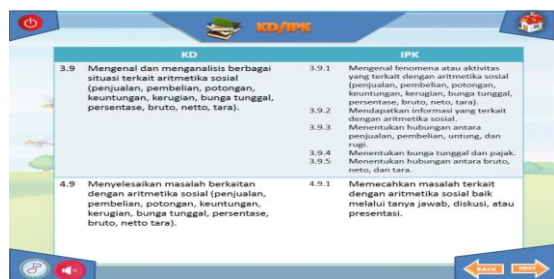 KD/IPK
KD
IPK
3.9 Mengenal dan menganalisis berbagai
situasi terkait aritmetika sosial
(penjualan, pembelian, potongan,
keuntungan, kerugian, bunga tunggal,
persentase, bruto, netto, tara).
3.9.1 Mengenal fenomena atau aktivitas
yang terkait dengan aritmetika sosial
(penjualan, pembelian, potongan,
keuntungan, kerugian, bunga tunggal,
persentase, bruto, neto, tara).
3.9.2 Mendapatkan informasi yang terkait
dengan aritmetika sosial.
3.9.3 Menentukan hubungan antara
penjualan, pembelian, untung, dan
rugi.
3.9.4 Menentukan bunga tunggal dan pajak.
3.9.5 Menentukan hubungan antara bruto,
neto, dan tara.
4.9 Menyelesaikan masalah berkaitan
dengan aritmetika sosial (penjualan,
pembelian, potongan, keuntungan,
kerugian, bunga tunggal, persentase,
bruto, netto tara).
4.9.1 Memecahkan masalah terkait
dengan aritmetika sosial baik
melalui tanya jawab, diskusi, atau
presentasi.
BACK
NEXT